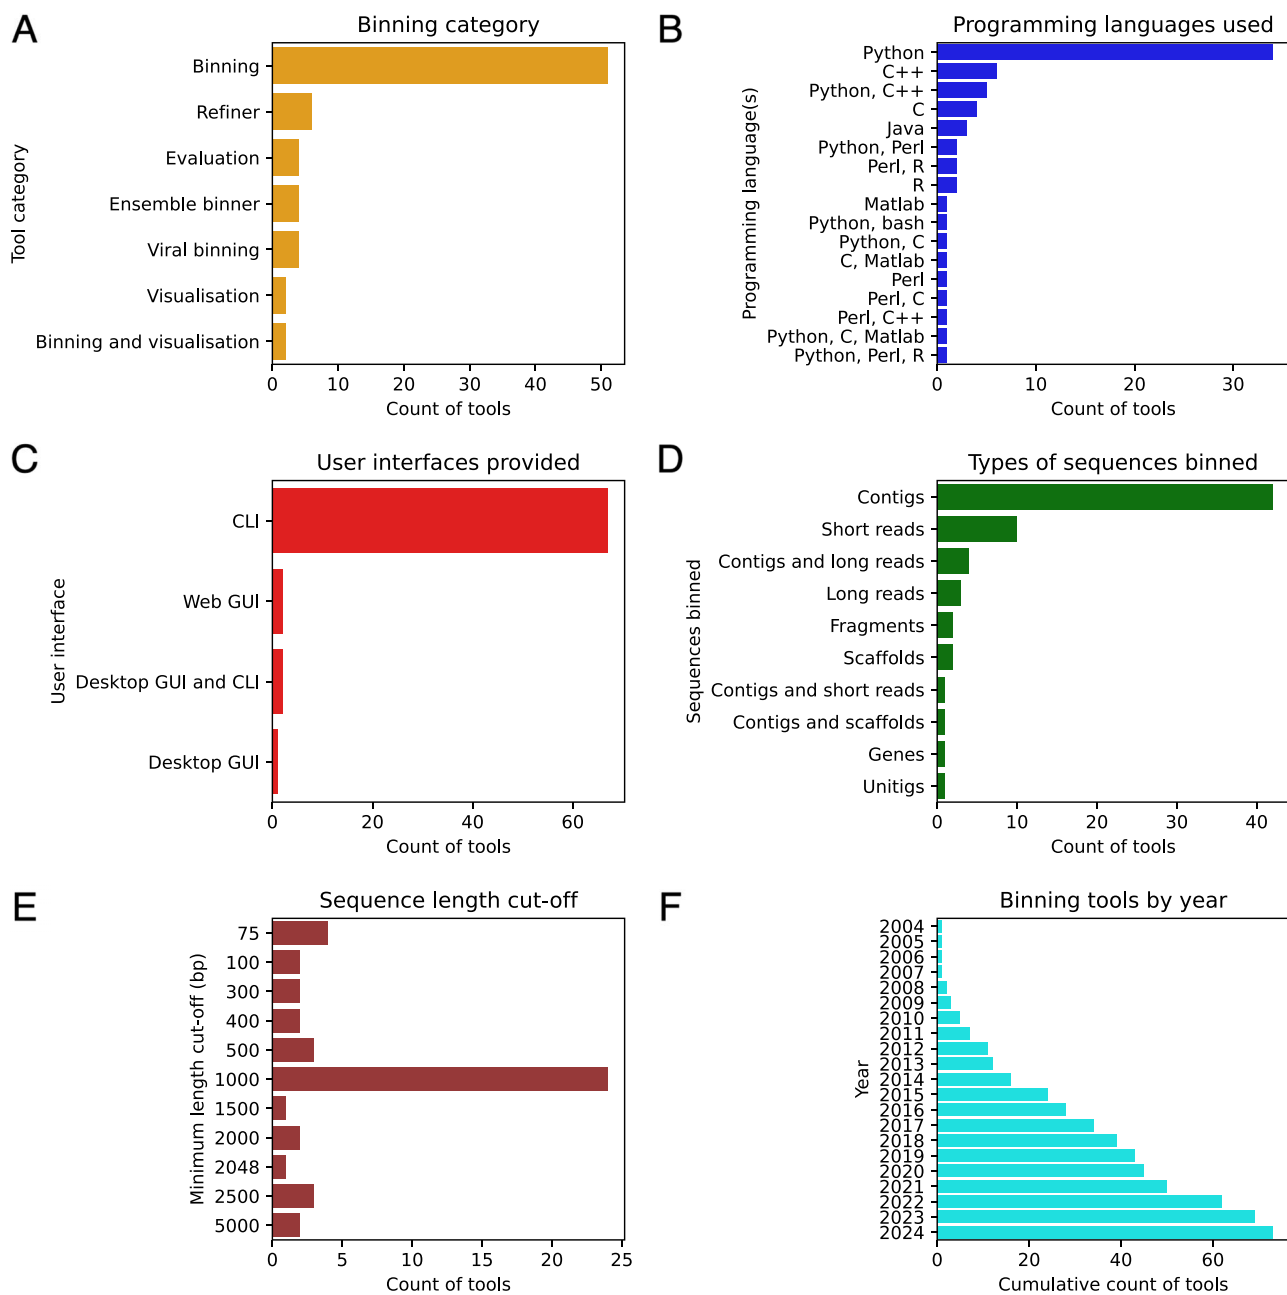 A
Binning category
Tool category
Binning
Refiner
Evaluation
Ensemble binner
Viral binning
Visualisation
Binning and visualisation
0 10 20 30 40 50
Count of tools
B
Programming languages used
Programming language(s)
Python
C++
Python, C++
C
Java
Python, Perl
Perl, R
R
Matlab
Python, bash
Python, C
C, Matlab
Perl
Perl, C
Perl, C++
Python, C, Matlab
Python, Perl, R
0 10 20 30
Count of tools
C
User interfaces provided
User interface
CLI
Web GUI
Desktop GUI and CLI
Desktop GUI
0 20 40 60
Count of tools
D
Types of sequences binned
Sequences binned
Contigs
Short reads
Contigs and long reads
Long reads
Fragments
Scaffolds
Contigs and short reads
Contigs and scaffolds
Genes
Unitigs
0 10 20 30 40
Count of tools
E
Sequence length cut-off
Minimum length cut-off (bp)
75
100
300
400
500
1000
1500
2000
2048
2500
5000
0 5 10 15 20 25
Count of tools
F
Binning tools by year
Year
2004
2005
2006
2007
2008
2009
2010
2011
2012
2013
2014
2015
2016
2017
2018
2019
2020
2021
2022
2023
2024
0 20 40 60
Cumulative count of tools